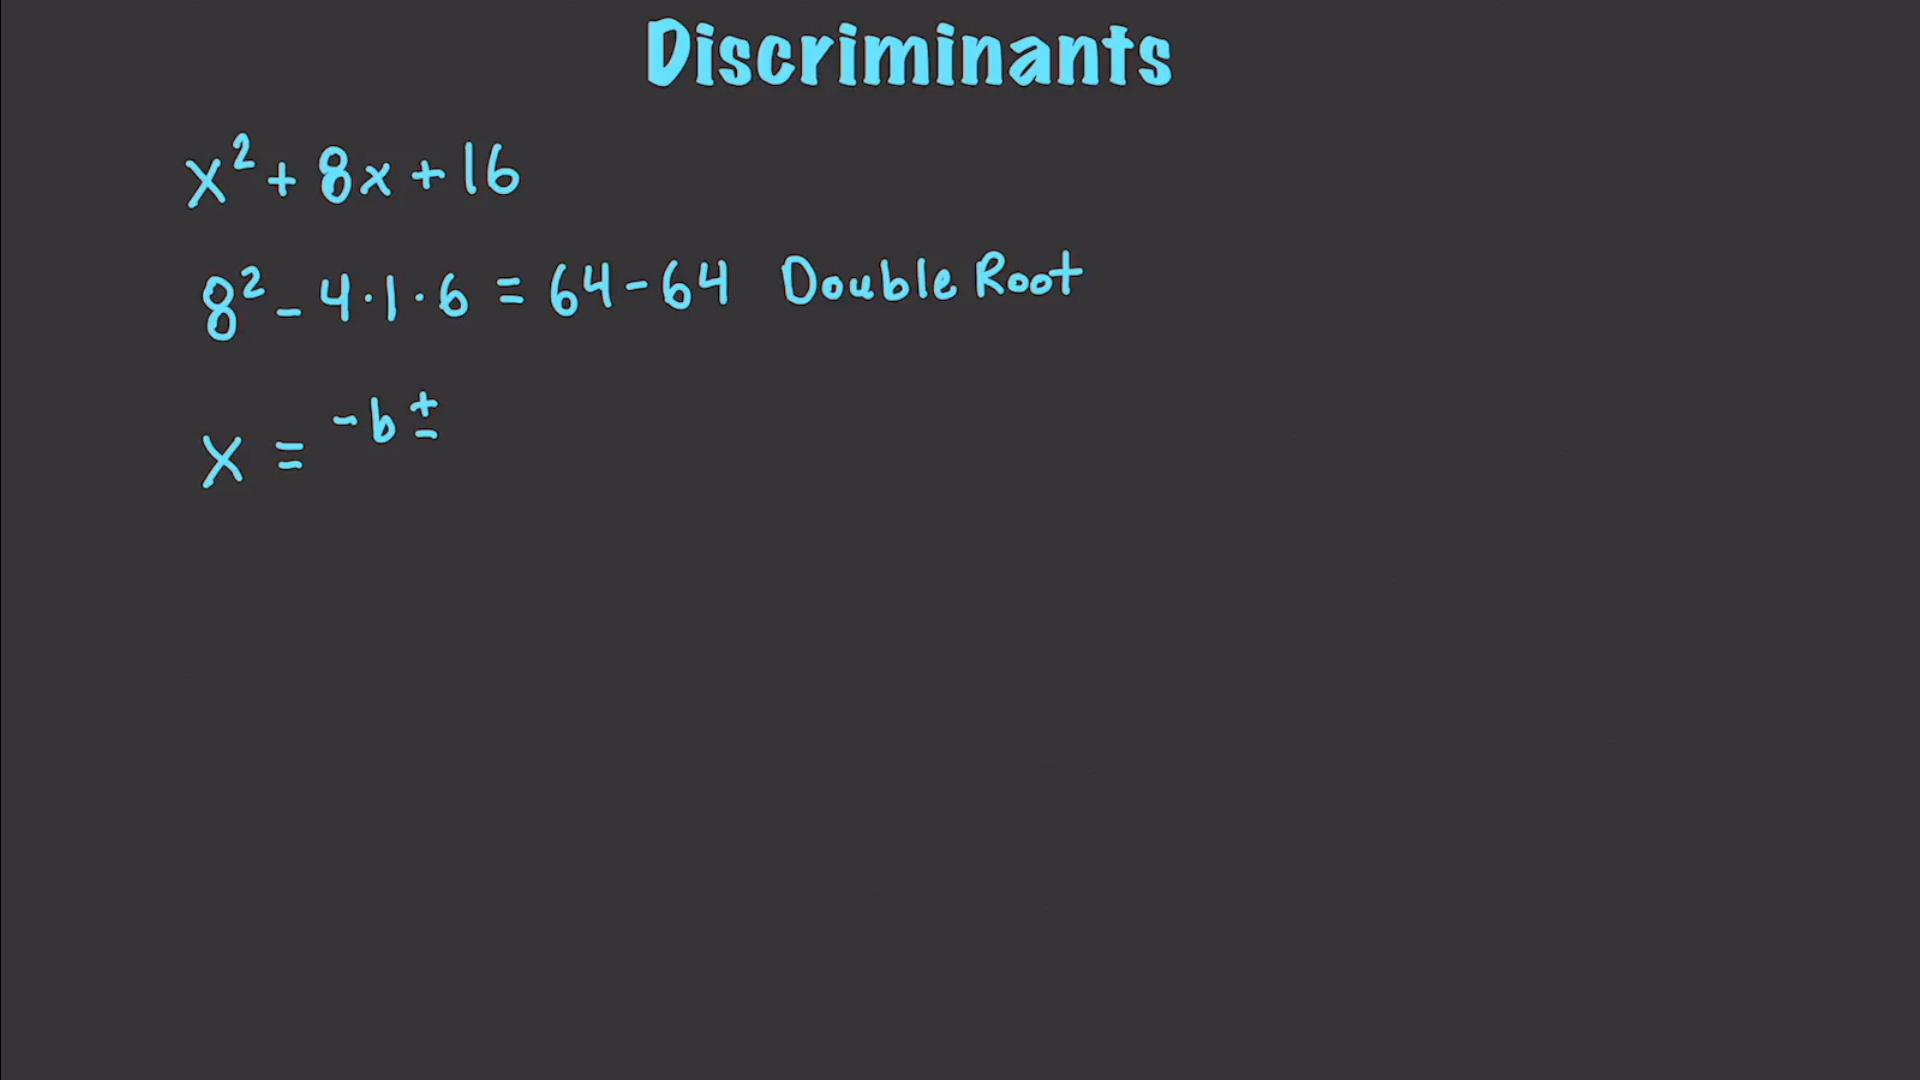 Discriminants
x² + 8x + 16
8² - 4·1·6 = 64-64 Double Root
x = -b ±